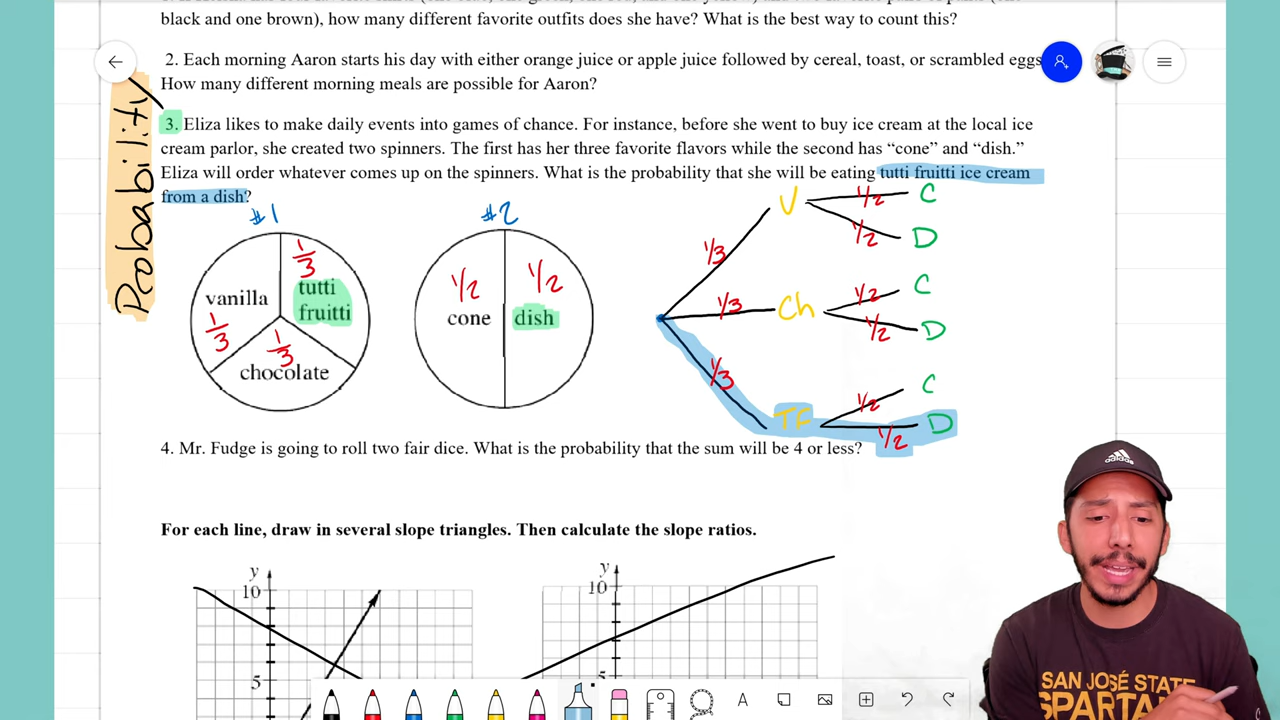 black and one brown), how many different favorite outfits does she have? What is the best way to count this?
2. Each morning Aaron starts his day with either orange juice or apple juice followed by cereal, toast, or scrambled eggs
How many different morning meals are possible for Aaron?
Probability
3. Eliza likes to make daily events into games of chance. For instance, before she went to buy ice cream at the local ice
cream parlor, she created two spinners. The first has her three favorite flavors while the second has “cone” and “dish.”
Eliza will order whatever comes up on the spinners. What is the probability that she will be eating tutti fruitti ice cream
from a dish?
#1
vanilla
1/3
tutti
fruitti
1/3
chocolate
1/3
#2
1/2
cone
1/2
dish
1/3
V
1/2
C
1/2
D
1/3
Ch
1/2
C
1/2
D
1/3
TF
1/2
C
1/2
D
4. Mr. Fudge is going to roll two fair dice. What is the probability that the sum will be 4 or less?
For each line, draw in several slope triangles. Then calculate the slope ratios.
y
10
5
y
10
5
A
adidas
SAN JOSÉ STATE